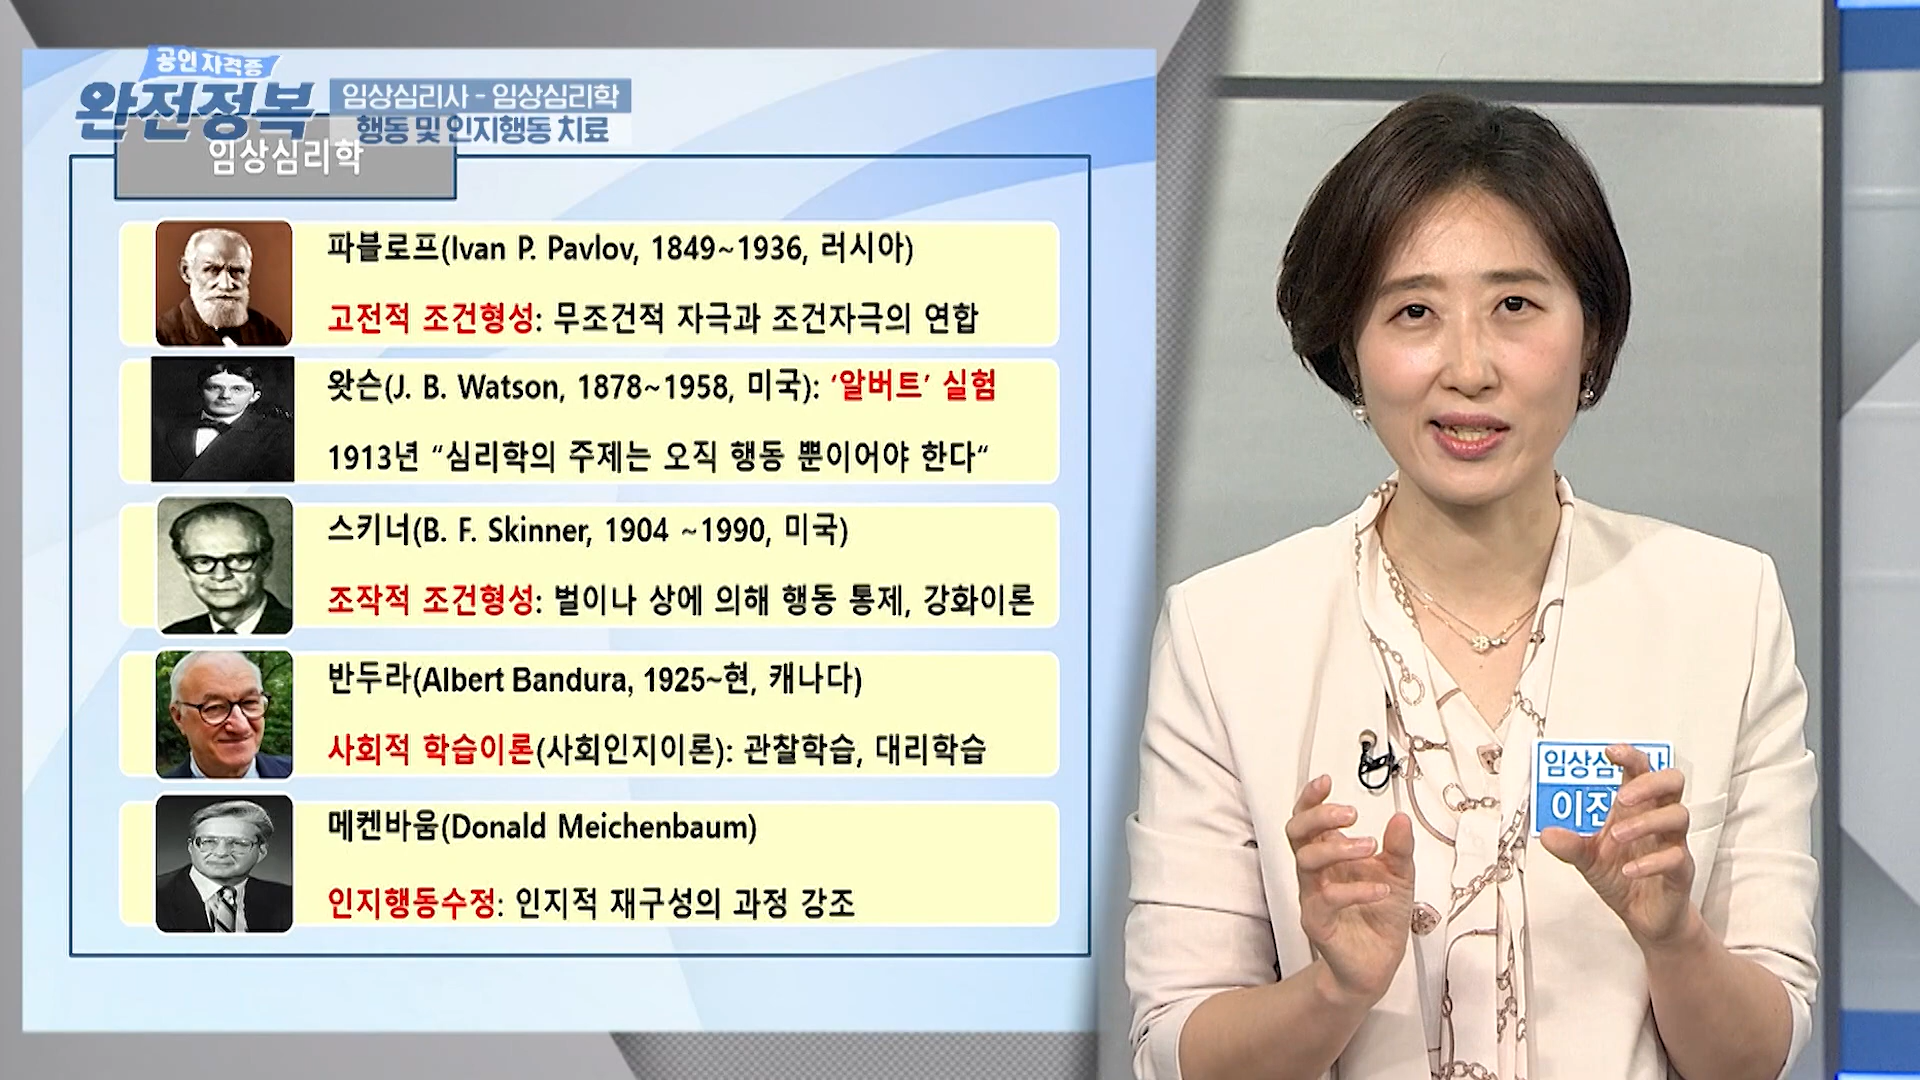 공인 자격증
완전정복
임상심리사 - 임상심리학
행동 및 인지행동 치료
임상심리학
파블로프(Ivan P. Pavlov, 1849~1936, 러시아)
고전적 조건형성: 무조건적 자극과 조건자극의 연합
왓슨(J. B. Watson, 1878~1958, 미국): ‘알버트’ 실험
1913년 “심리학의 주제는 오직 행동 뿐이어야 한다“
스키너(B. F. Skinner, 1904 ~1990, 미국)
조작적 조건형성: 벌이나 상에 의해 행동 통제, 강화이론
반두라(Albert Bandura, 1925~현, 캐나다)
사회적 학습이론(사회인지이론): 관찰학습, 대리학습
메켄바움(Donald Meichenbaum)
인지행동수정: 인지적 재구성의 과정 강조